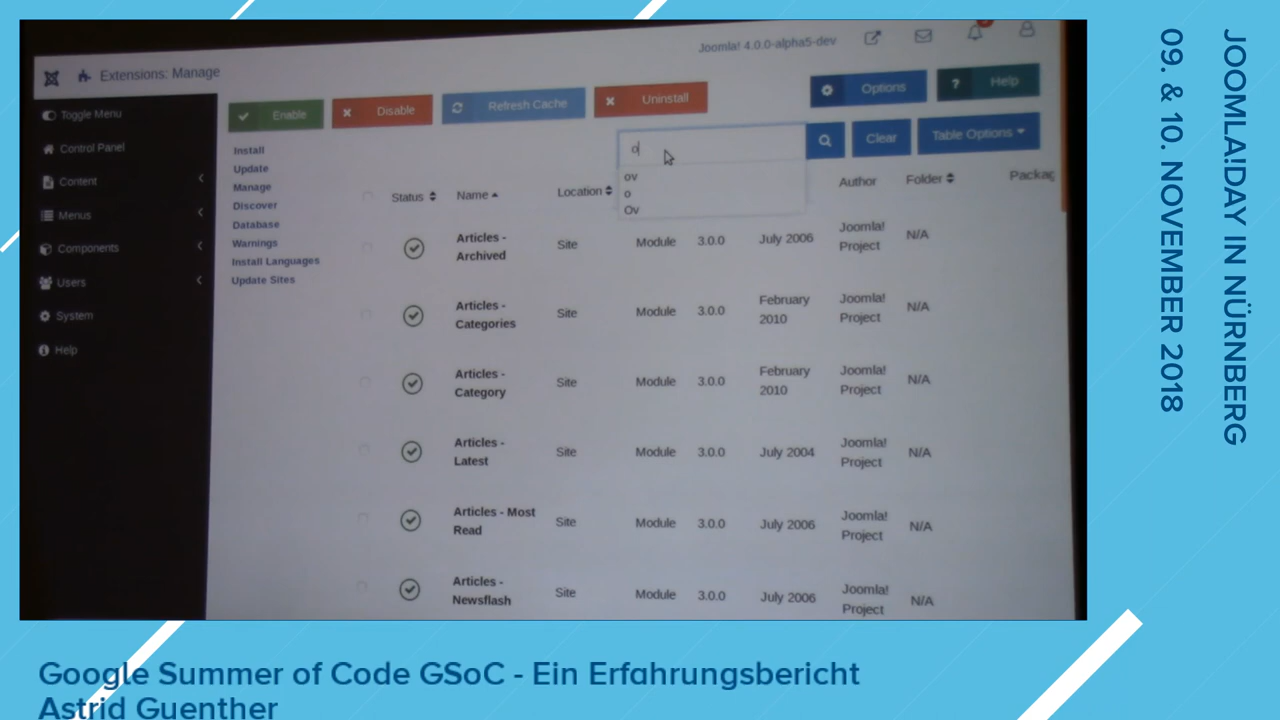 Joomla! 4.0.0-alpha5-dev
Extensions: Manage
Enable
Disable
Refresh Cache
Uninstall
Options
Help
Toggle Menu
Control Panel
Content
Menus
Components
Users
System
Help
Install
Update
Manage
Discover
Database
Warnings
Install Languages
Update Sites
o
ov
o
Ov
Clear
Table Options
Status
Name
Location
Author
Folder
Articles -
Archived
Site
Module
3.0.0
July 2006
Joomla!
Project
N/A
Articles -
Categories
Site
Module
3.0.0
February
2010
Joomla!
Project
N/A
Articles -
Category
Site
Module
3.0.0
February
2010
Joomla!
Project
N/A
Articles -
Latest
Site
Module
3.0.0
July 2004
Joomla!
Project
N/A
Articles - Most
Read
Site
Module
3.0.0
July 2006
Joomla!
Project
N/A
Articles -
Newsflash
Site
Module
3.0.0
July 2006
Joomla!
Project
N/A
JOOMLA!DAY IN NÜRNBERG
09. & 10. NOVEMBER 2018
Google Summer of Code GSoC - Ein Erfahrungsbericht
Astrid Guenther